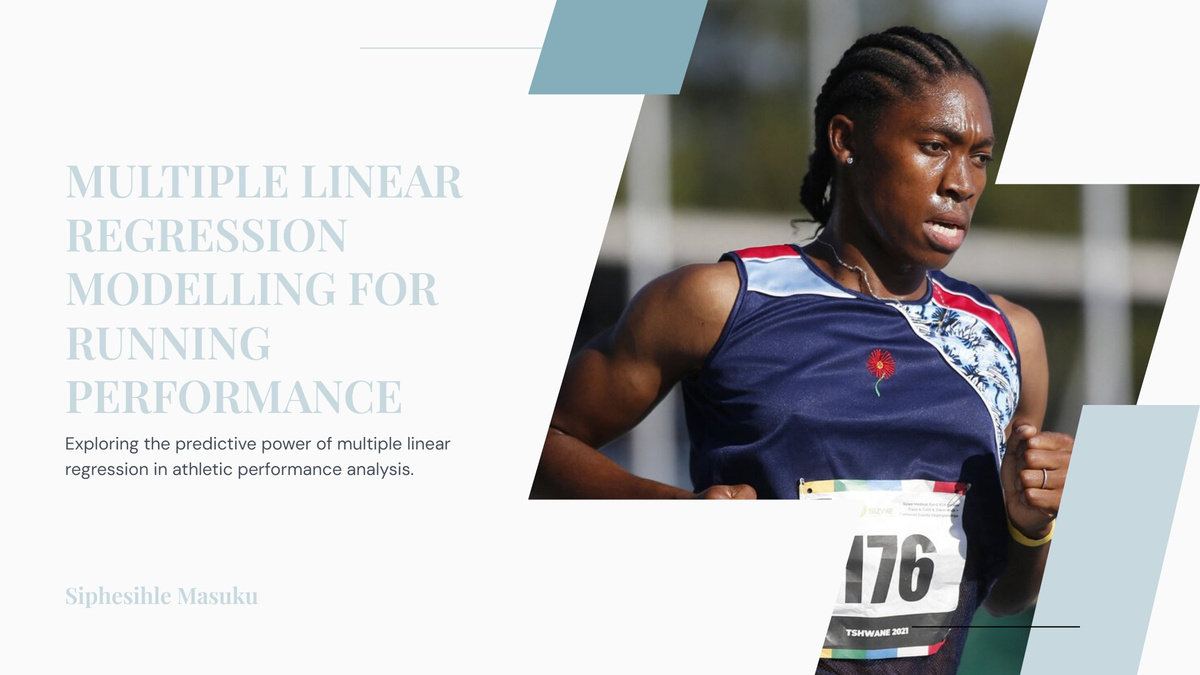 MULTIPLE LINEAR
REGRESSION
MODELLING FOR
RUNNING
PERFORMANCE
Exploring the predictive power of multiple linear
regression in athletic performance analysis.
Siphesihle Masuku
176
TSHWANE 2021